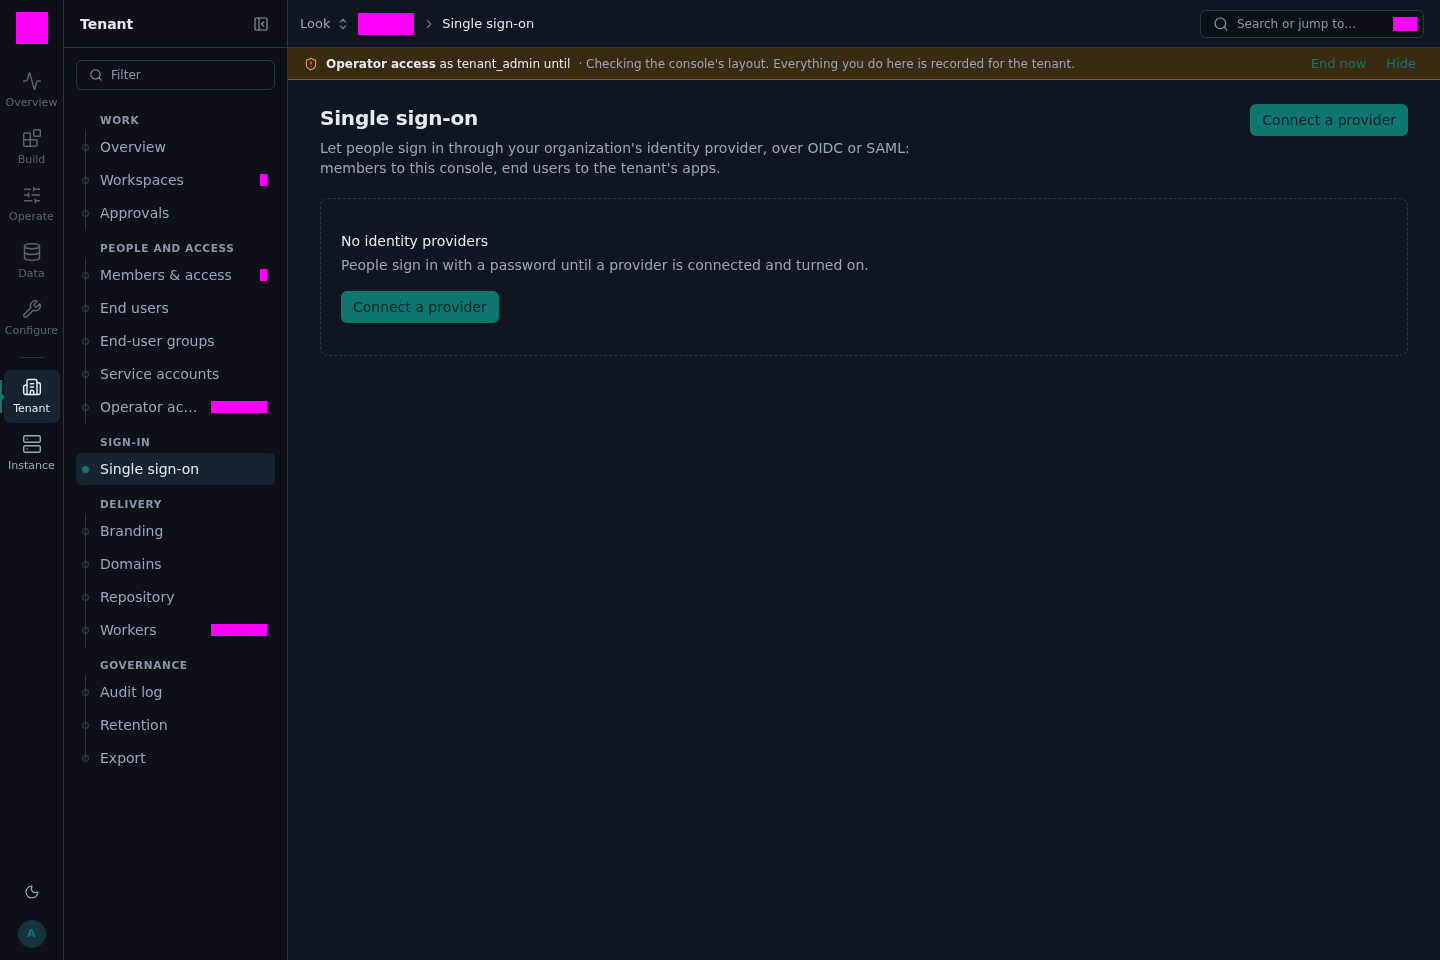 Tenant
Look
Single sign-on
Search or jump to...
Operator access as tenant_admin until · Checking the console's layout. Everything you do here is recorded for the tenant.
End now
Hide
Overview
Build
Operate
Data
Configure
Tenant
Instance
A
Filter
WORK
Overview
Workspaces
Approvals
PEOPLE AND ACCESS
Members & access
End users
End-user groups
Service accounts
Operator ac...
SIGN-IN
Single sign-on
DELIVERY
Branding
Domains
Repository
Workers
GOVERNANCE
Audit log
Retention
Export
Single sign-on
Connect a provider
Let people sign in through your organization's identity provider, over OIDC or SAML:
members to this console, end users to the tenant's apps.
No identity providers
People sign in with a password until a provider is connected and turned on.
Connect a provider